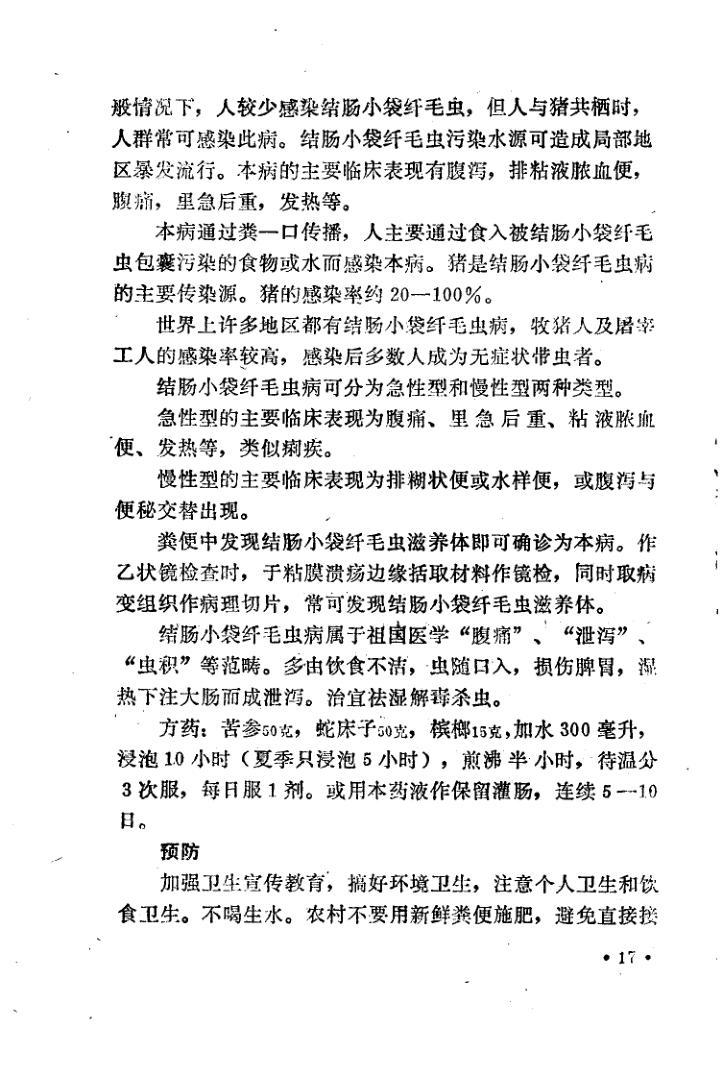 般情况下，人较少感染结肠小袋纤毛虫，但人与猪共栖时，
人群常可感染此病。结肠小袋纤毛虫污染水源可造成局部地
区暴发流行。本病的主要临床表现有腹泻，排粘液脓血便，
腹痛，里急后重，发热等。
本病通过粪—口传播，人主要通过食入被结肠小袋纤毛
虫包囊污染的食物或水而感染本病。猪是结肠小袋纤毛虫病
的主要传染源。猪的感染率约 20—100%。
世界上许多地区都有结肠小袋纤毛虫病，牧猪人及屠宰
工人的感染率较高，感染后多数人成为无症状带虫者。
结肠小袋纤毛虫病可分为急性型和慢性型两种类型。
急性型的主要临床表现为腹痛、里急后重、粘液脓血
便、发热等，类似痢疾。
慢性型的主要临床表现为排糊状便或水样便，或腹泻与
便秘交替出现。
粪便中发现结肠小袋纤毛虫滋养体即可确诊为本病。作
乙状镜检查时，于粘膜溃疡边缘括取材料作镜检，同时取病
变组织作病理切片，常可发现结肠小袋纤毛虫滋养体。
结肠小袋纤毛虫病属于祖国医学“腹痛”、“泄泻”、
“虫积”等范畴。多由饮食不洁，虫随口入，损伤脾胃，湿
热下注大肠而成泄泻。治宜祛湿解毒杀虫。
方药：苦参50克，蛇床子50克，槟榔15克，加水 300 毫升，
浸泡 10 小时（夏季只浸泡 5 小时），煎沸半小时，待温分
3 次服，每日服 1 剂。或用本药液作保留灌肠，连续 5—10
日。
预防
加强卫生宣传教育，搞好环境卫生，注意个人卫生和饮
食卫生。不喝生水。农村不要用新鲜粪便施肥，避免直接接
• 17 •